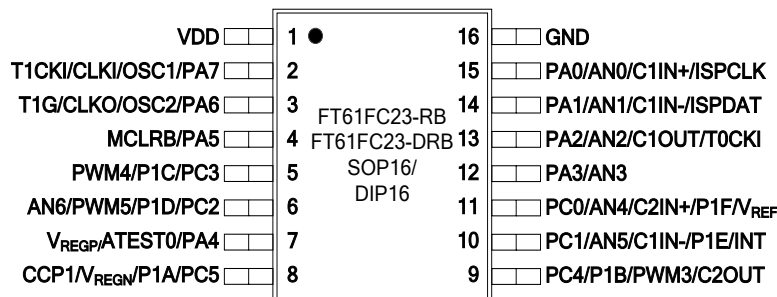 VDD 1 16 GND
T1CKI/CLKI/OSC1/PA7 2 15 PA0/AN0/C1IN+/ISPCLK
T1G/CLKO/OSC2/PA6 3 14 PA1/AN1/C1IN-/ISPDAT
FT61FC23-RB
MCLRB/PA5 4 FT61FC23-DRB 13 PA2/AN2/C1OUT/T0CKI
PWM4/P1C/PC3 5 SOP16/ 12 PA3/AN3
DIP16
AN6/PWM5/P1D/PC2 6 11 PC0/AN4/C2IN+/P1F/VREF
VREGP/ATEST0/PA4 7 10 PC1/AN5/C1IN-/P1E/INT
CCP1/VREGN/P1A/PC5 8 9 PC4/P1B/PWM3/C2OUT